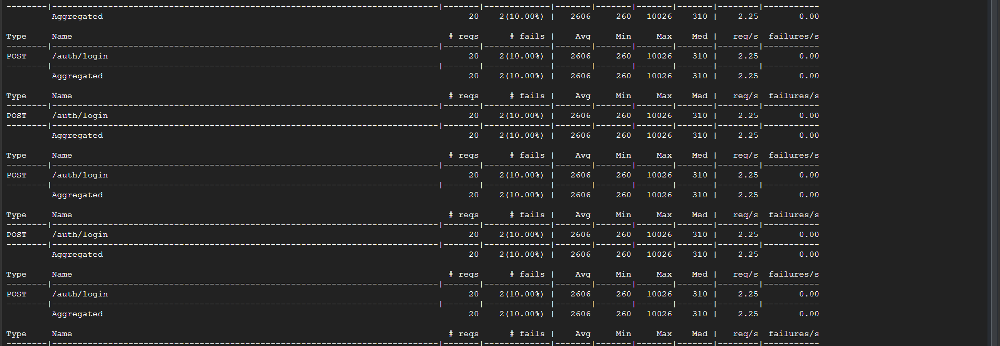 --------|----------------------------------------------------------------------------|-------|-------------|-------|-------|-------|-------|--------|-----------
Aggregated 20 2(10.00%) | 2606 260 10026 310 | 2.25 0.00
Type Name # reqs # fails | Avg Min Max Med | req/s failures/s
--------|----------------------------------------------------------------------------|-------|-------------|-------|-------|-------|-------|--------|-----------
POST /auth/login 20 2(10.00%) | 2606 260 10026 310 | 2.25 0.00
--------|----------------------------------------------------------------------------|-------|-------------|-------|-------|-------|-------|--------|-----------
Aggregated 20 2(10.00%) | 2606 260 10026 310 | 2.25 0.00
Type Name # reqs # fails | Avg Min Max Med | req/s failures/s
--------|----------------------------------------------------------------------------|-------|-------------|-------|-------|-------|-------|--------|-----------
POST /auth/login 20 2(10.00%) | 2606 260 10026 310 | 2.25 0.00
--------|----------------------------------------------------------------------------|-------|-------------|-------|-------|-------|-------|--------|-----------
Aggregated 20 2(10.00%) | 2606 260 10026 310 | 2.25 0.00
Type Name # reqs # fails | Avg Min Max Med | req/s failures/s
--------|----------------------------------------------------------------------------|-------|-------------|-------|-------|-------|-------|--------|-----------
POST /auth/login 20 2(10.00%) | 2606 260 10026 310 | 2.25 0.00
--------|----------------------------------------------------------------------------|-------|-------------|-------|-------|-------|-------|--------|-----------
Aggregated 20 2(10.00%) | 2606 260 10026 310 | 2.25 0.00
Type Name # reqs # fails | Avg Min Max Med | req/s failures/s
--------|----------------------------------------------------------------------------|-------|-------------|-------|-------|-------|-------|--------|-----------
POST /auth/login 20 2(10.00%) | 2606 260 10026 310 | 2.25 0.00
--------|----------------------------------------------------------------------------|-------|-------------|-------|-------|-------|-------|--------|-----------
Aggregated 20 2(10.00%) | 2606 260 10026 310 | 2.25 0.00
Type Name # reqs # fails | Avg Min Max Med | req/s failures/s
--------|----------------------------------------------------------------------------|-------|-------------|-------|-------|-------|-------|--------|-----------
POST /auth/login 20 2(10.00%) | 2606 260 10026 310 | 2.25 0.00
--------|----------------------------------------------------------------------------|-------|-------------|-------|-------|-------|-------|--------|-----------
Aggregated 20 2(10.00%) | 2606 260 10026 310 | 2.25 0.00
Type Name # reqs # fails | Avg Min Max Med | req/s failures/s
--------|----------------------------------------------------------------------------|-------|-------------|-------|-------|-------|-------|--------|-----------